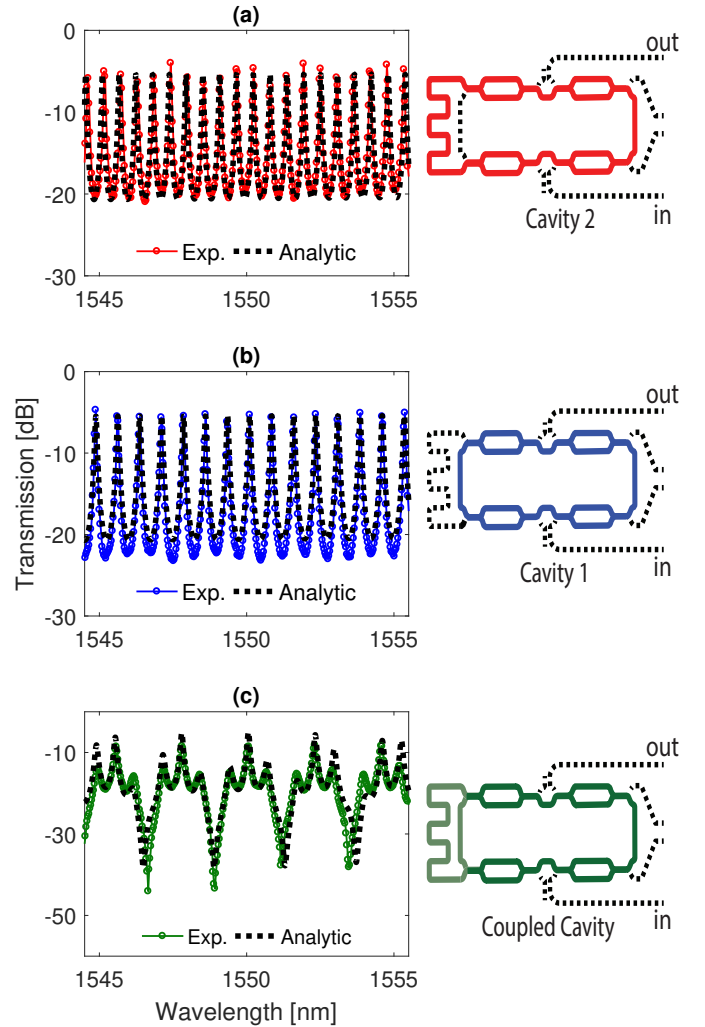 (a)
0
-10
-20
-30
Exp. Analytic
1545 1550 1555
out
Cavity 2
in
(b)
0
-10
-20
-30
Transmission [dB]
Exp. Analytic
1545 1550 1555
out
Cavity 1
in
(c)
-10
-30
-50
Exp. Analytic
1545 1550 1555
Wavelength [nm]
out
Coupled Cavity
in